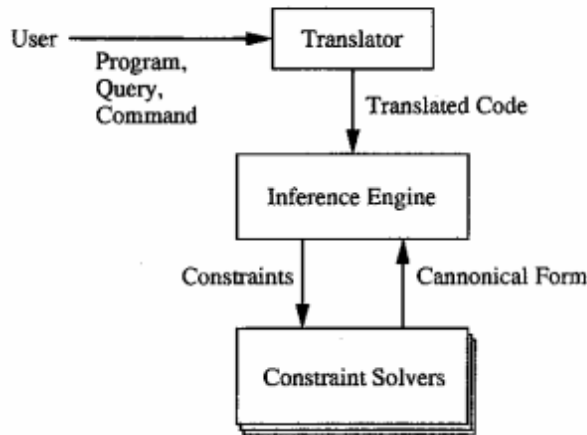 User
Translator
Program,
Query,
Command
Translated Code
Inference Engine
Constraints
Cannonical Form
Constraint Solvers